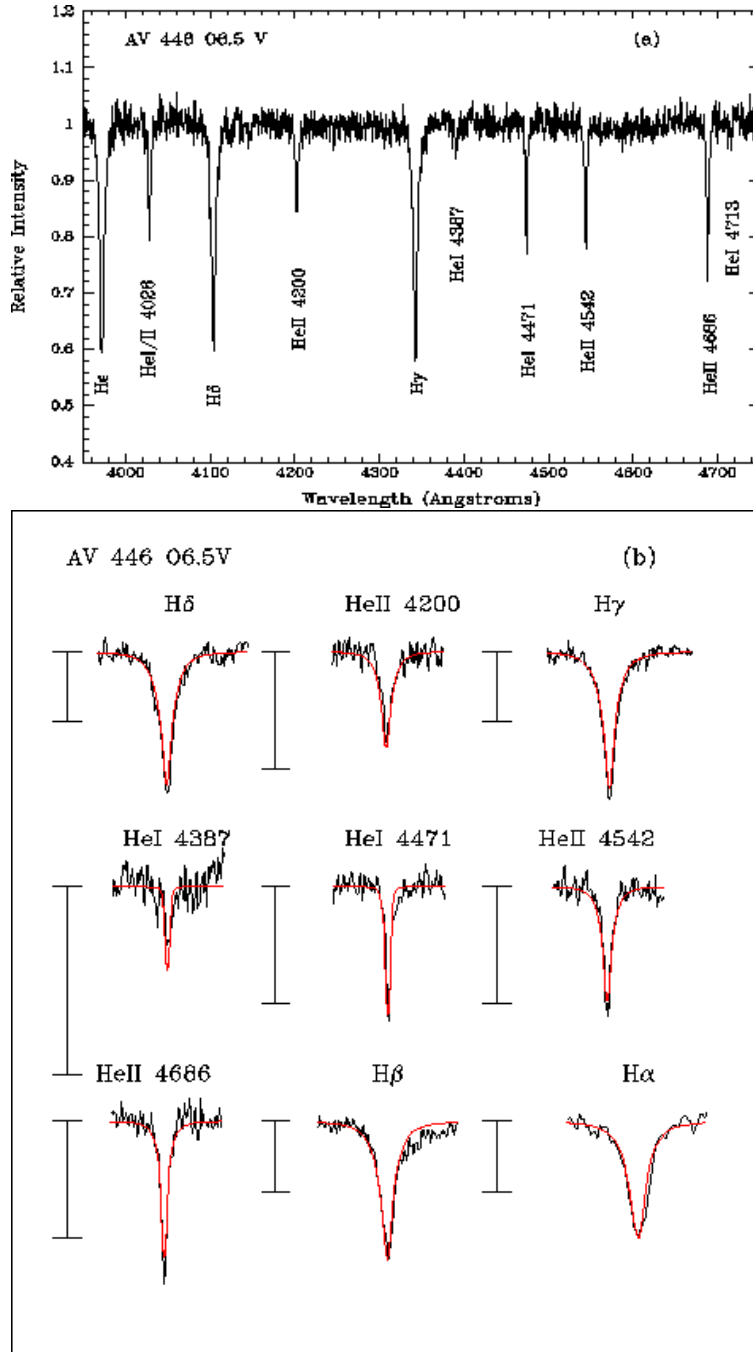 1.2
AV 446 O6.5 V
(a)
1.1
1
0.9
0.8
0.7
0.6
0.5
0.4
Relative Intensity
Hε
HeI/II 4026
Hδ
HeII 4200
Hγ
HeI 4387
HeI 4471
HeII 4542
HeII 4686
HeI 4713
4000 4100 4200 4300 4400 4500 4600 4700
Wavelength (Angstroms)
AV 446 O6.5V
(b)
Hδ HeII 4200 Hγ
HeI 4387 HeI 4471 HeII 4542
HeII 4686 Hβ Hα